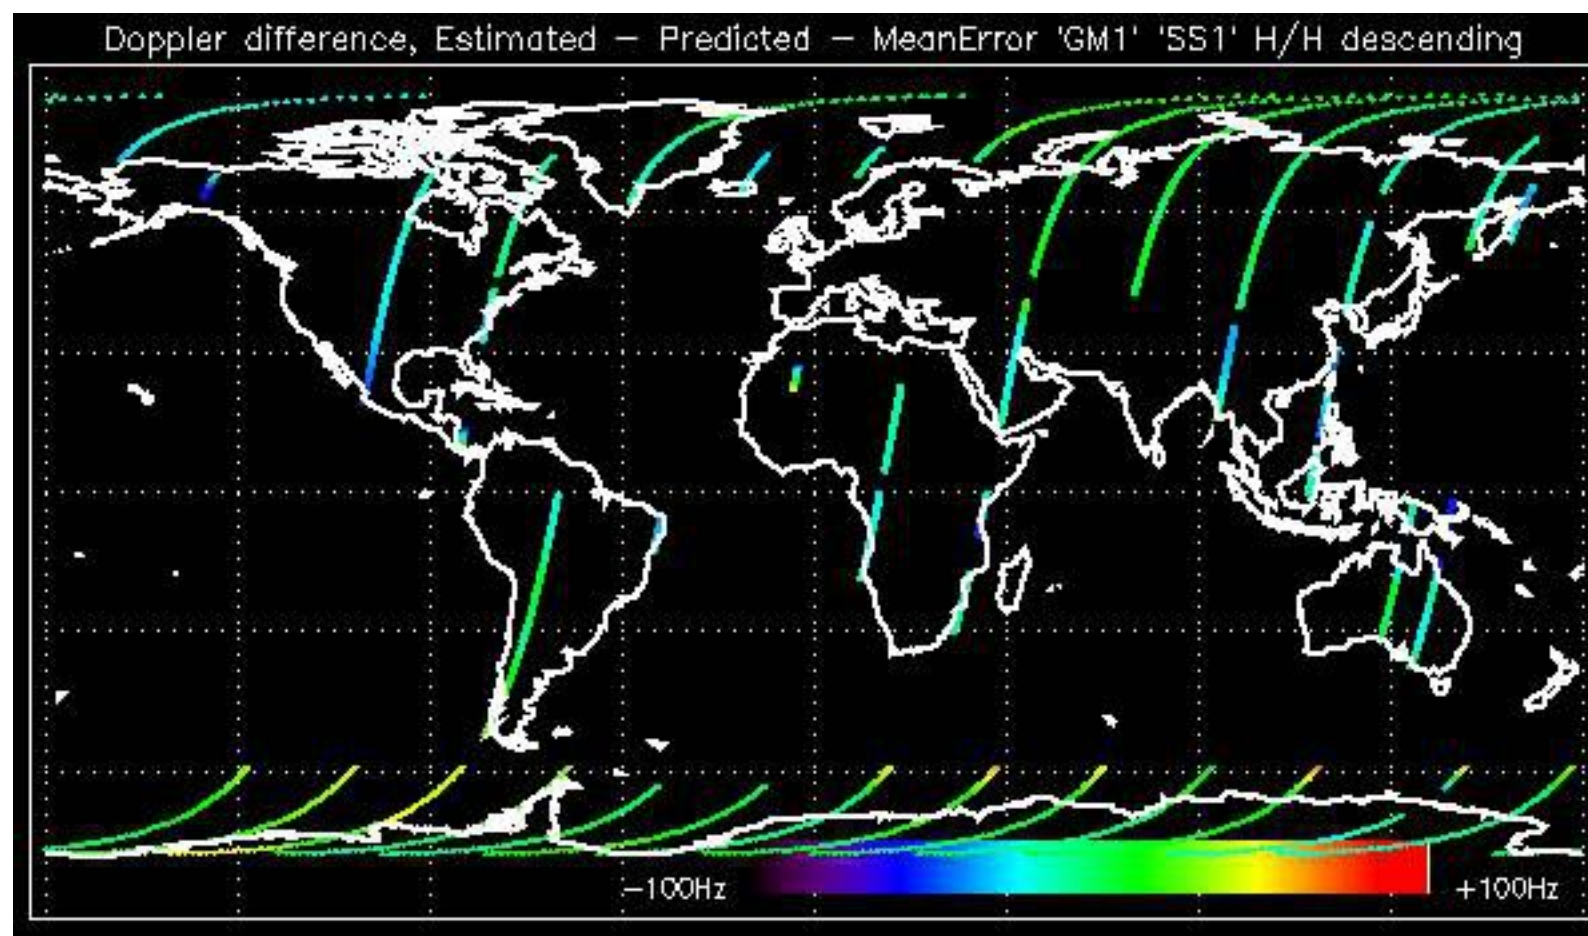 Doppler difference, Estimated − Predicted − MeanError 'GM1' 'SS1' H/H descending
−100Hz +100Hz